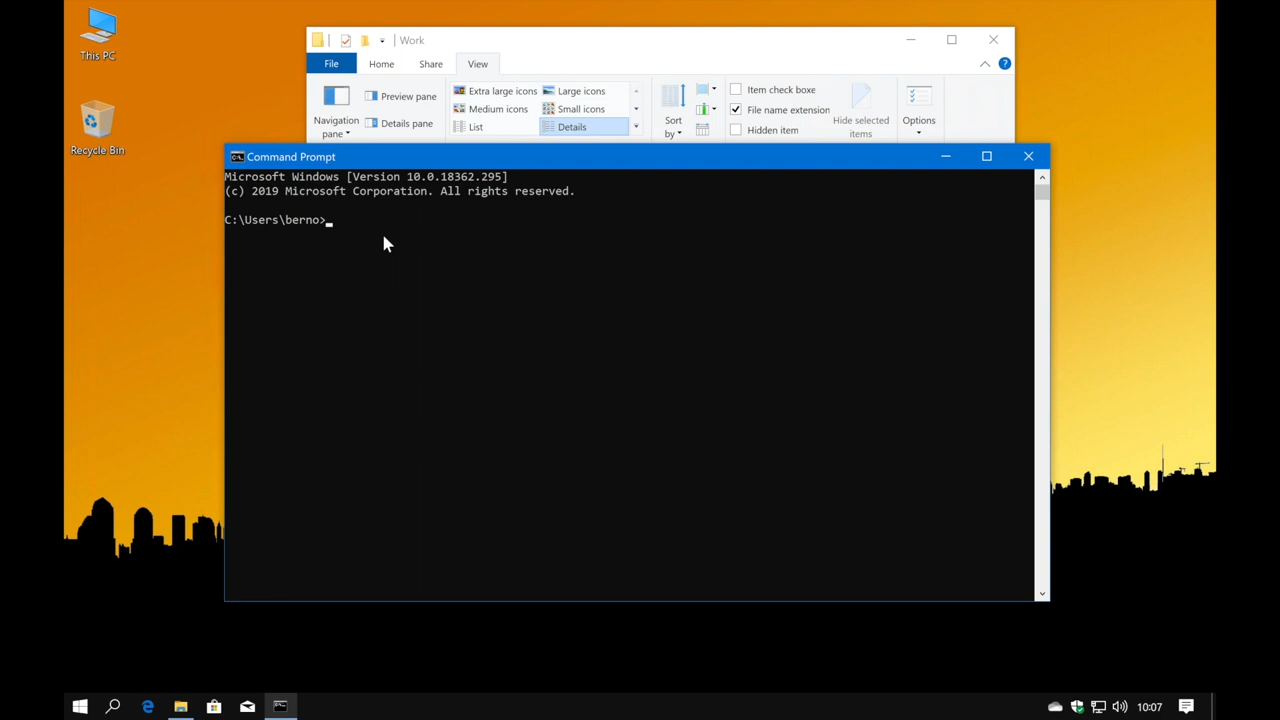 This PC
Recycle Bin
Work
File
Home
Share
View
Navigation
pane
Preview pane
Details pane
Extra large icons
Large icons
Medium icons
Small icons
List
Details
Sort
by
Item check boxe
File name extension
Hidden item
Hide selected
items
Options
Command Prompt
Microsoft Windows [Version 10.0.18362.295]
(c) 2019 Microsoft Corporation. All rights reserved.
C:\Users\berno>
10:07